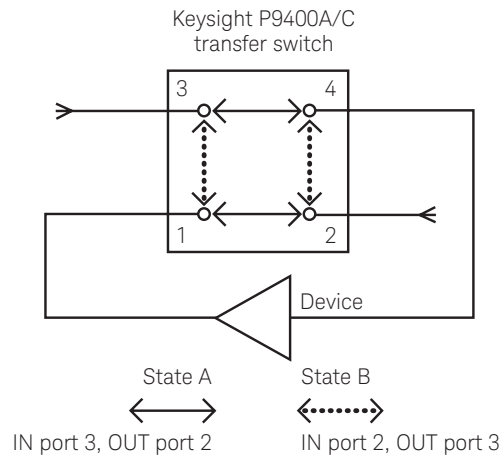 Keysight P9400A/C
transfer switch
3 4
1 2
Device
State A State B
IN port 3, OUT port 2 IN port 2, OUT port 3